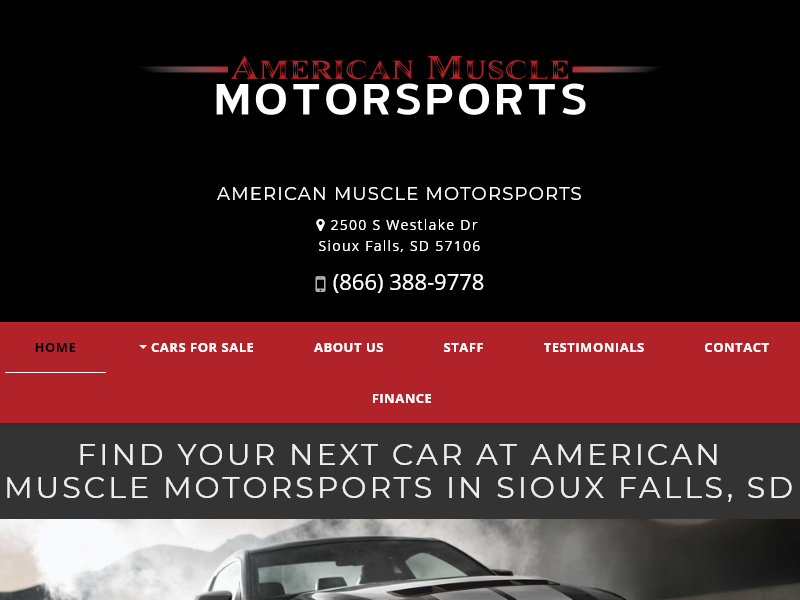 AMERICAN MUSCLE
MOTORSPORTS
AMERICAN MUSCLE MOTORSPORTS
2500 S Westlake Dr
Sioux Falls, SD 57106
(866) 388-9778
HOME CARS FOR SALE ABOUT US STAFF TESTIMONIALS CONTACT
FINANCE
FIND YOUR NEXT CAR AT AMERICAN
MUSCLE MOTORSPORTS IN SIOUX FALLS, SD